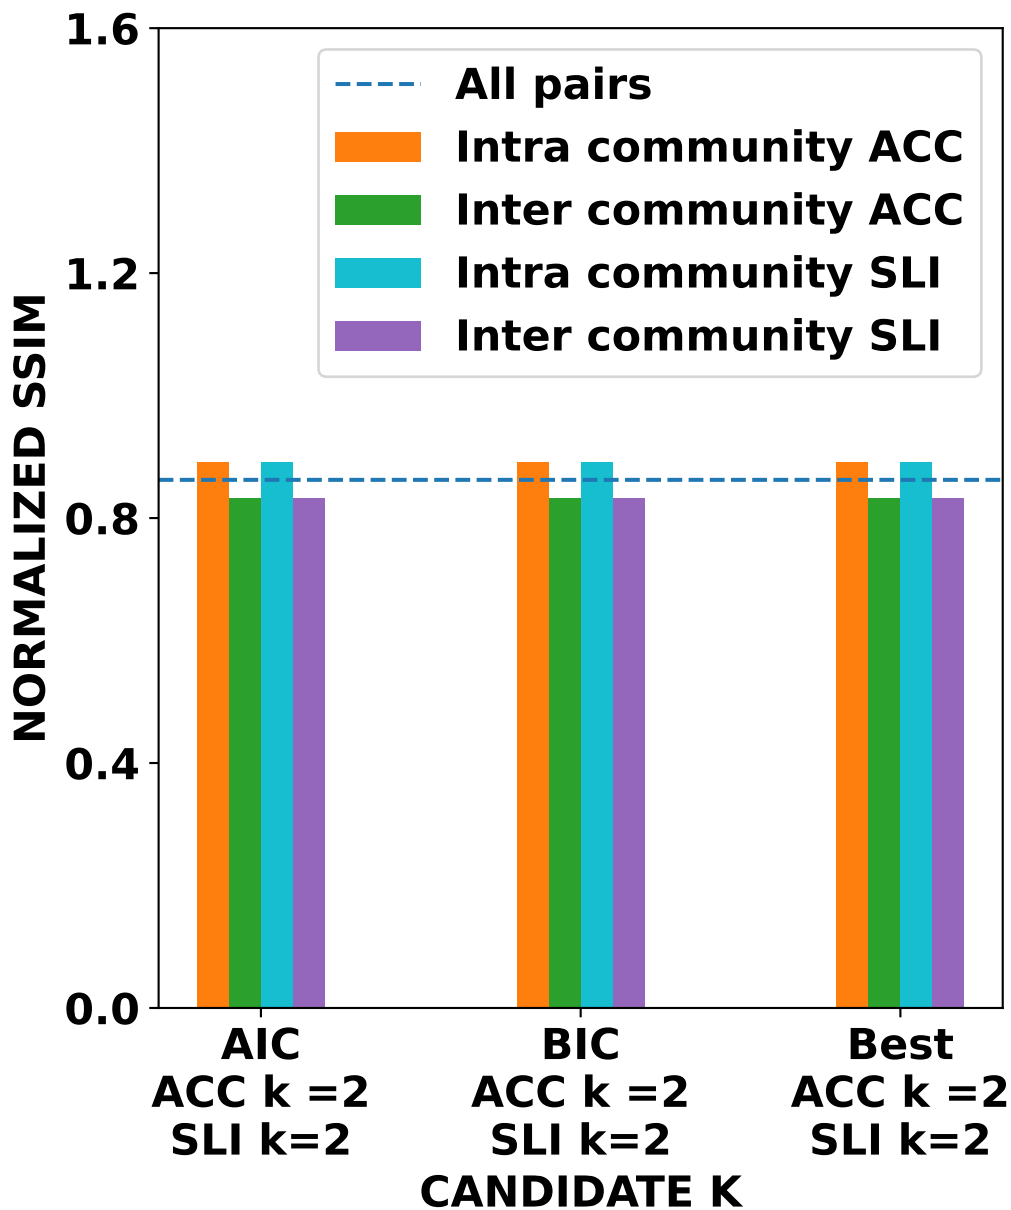 1.6
1.2
0.8
0.4
0.0
NORMALIZED SSIM
All pairs
Intra community ACC
Inter community ACC
Intra community SLI
Inter community SLI
AIC
ACC k =2
SLI k=2
BIC
ACC k =2
SLI k=2
Best
ACC k =2
SLI k=2
CANDIDATE K